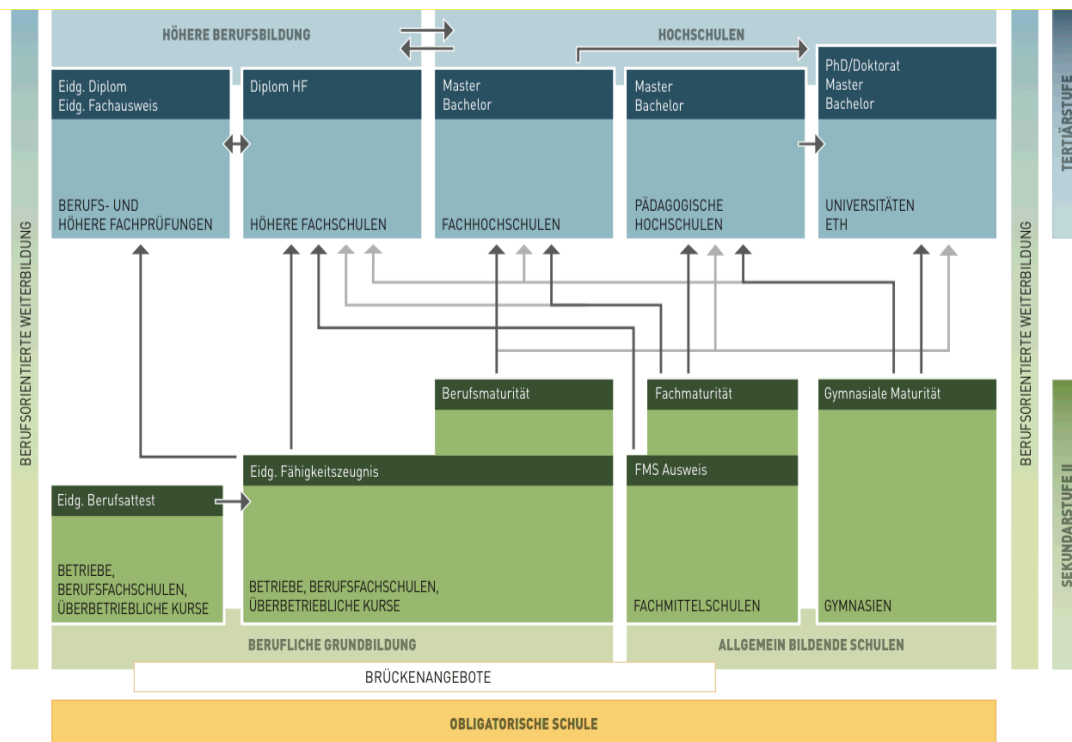 HÖHERE BERUFSBILDUNG
HOCHSCHULEN
Eidg. Diplom
Eidg. Fachausweis
BERUFS- UND
HÖHERE FACHPRÜFUNGEN
Diplom HF
HÖHERE FACHSCHULEN
Master
Bachelor
FACHHOCHSCHULEN
Master
Bachelor
PÄDAGOGISCHE
HOCHSCHULEN
PhD/Doktorat
Master
Bachelor
UNIVERSITÄTEN
ETH
TERTIÄRSTUFE
BERUFSORIENTIERTE WEITERBILDUNG
BERUFSORIENTIERTE WEITERBILDUNG
Berufsmaturität
Fachmaturität
Gymnasiale Maturität
Eidg. Fähigkeitszeugnis
FMS Ausweis
Eidg. Berufsattest
BETRIEBE,
BERUFSFACHSCHULEN,
ÜBERBETRIEBLICHE KURSE
BETRIEBE, BERUFSFACHSCHULEN,
ÜBERBETRIEBLICHE KURSE
FACHMITTELSCHULEN
GYMNASIEN
SEKUNDARSTUFE II
BERUFLICHE GRUNDBILDUNG
ALLGEMEIN BILDENDE SCHULEN
BRÜCKENANGEBOTE
OBLIGATORISCHE SCHULE